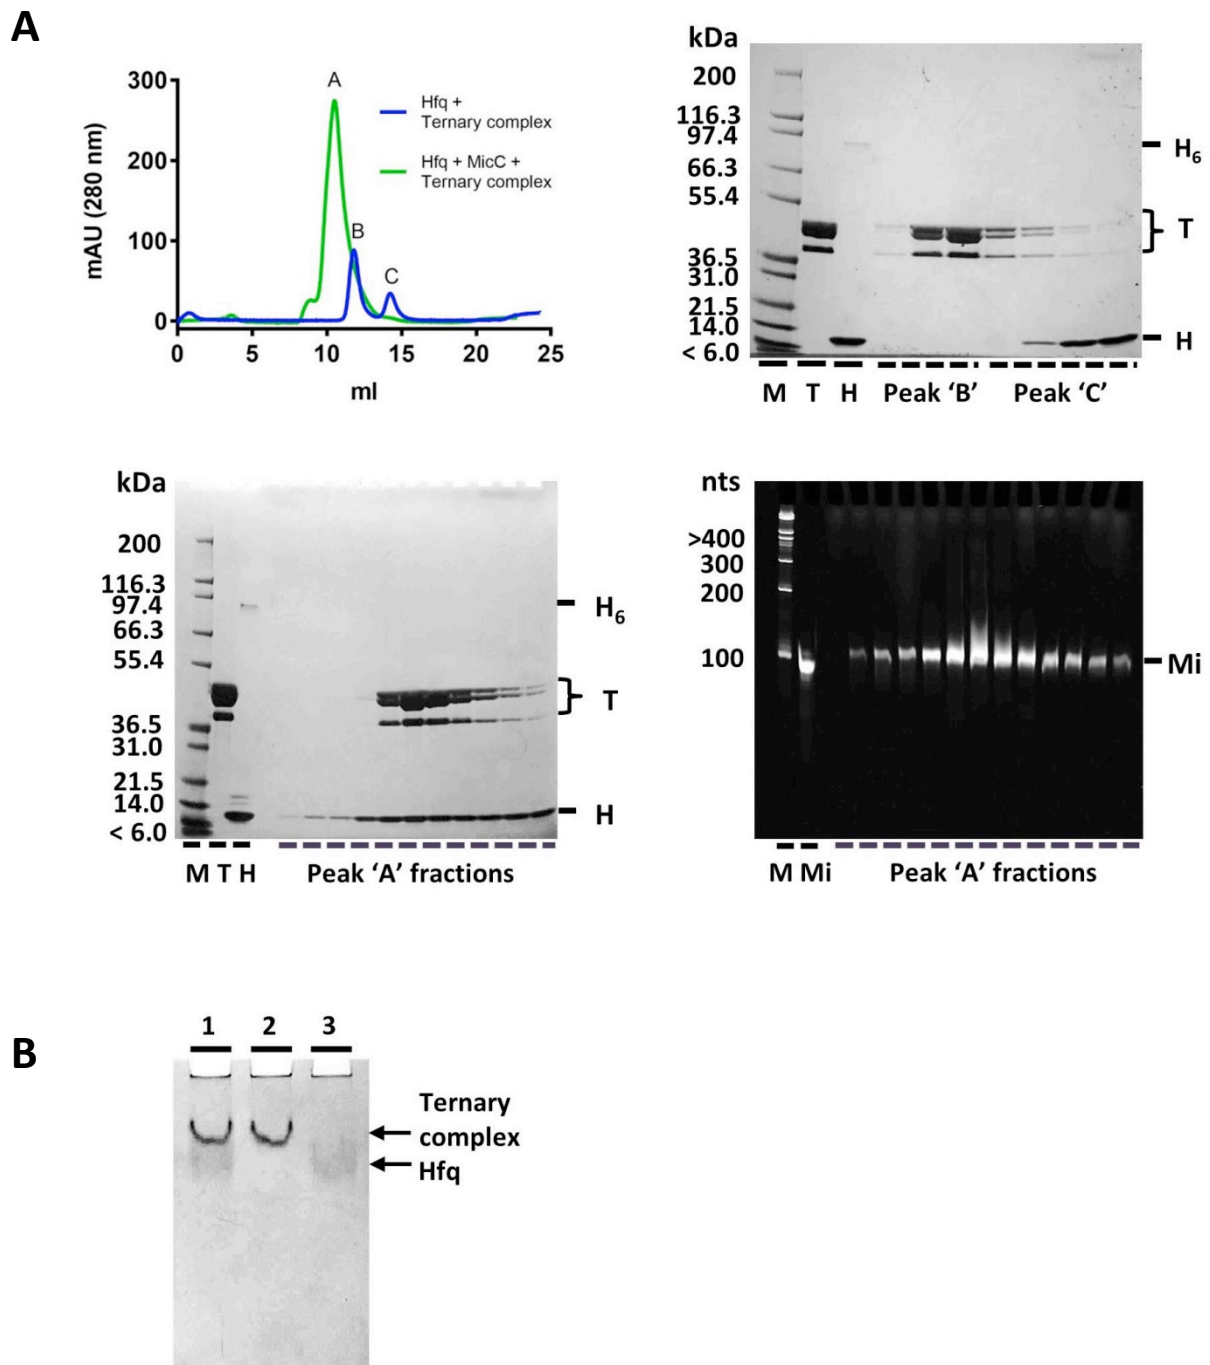 A
300
200
100
0
mAU (280 nm)
0 5 10 15 20 25
ml
A
B
C
Hfq +
Ternary complex
Hfq + MicC +
Ternary complex
kDa
200
116.3
97.4
66.3
55.4
36.5
31.0
21.5
14.0
< 6.0
H6
T
H
M T H Peak ‘B’ Peak ‘C’
kDa
200
116.3
97.4
66.3
55.4
36.5
31.0
21.5
14.0
< 6.0
H6
T
H
M T H Peak ‘A’ fractions
nts
>400
300
200
100
Mi
M Mi Peak ‘A’ fractions
B
1 2 3
Ternary
complex
Hfq